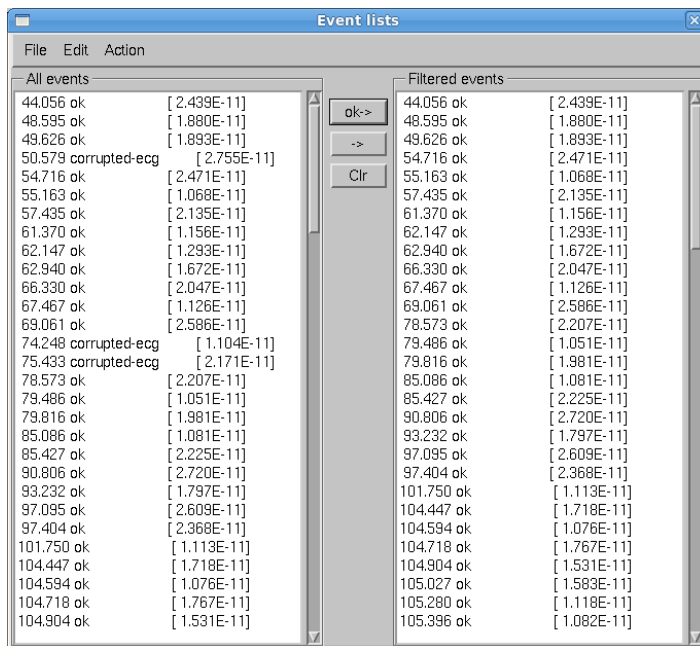 Event lists
File Edit Action
All events
44.056 ok [ 2.439E-11]
48.595 ok [ 1.880E-11]
49.626 ok [ 1.893E-11]
50.579 corrupted-ecg [ 2.755E-11]
54.716 ok [ 2.471E-11]
55.163 ok [ 1.068E-11]
57.435 ok [ 2.135E-11]
61.370 ok [ 1.156E-11]
62.147 ok [ 1.293E-11]
62.940 ok [ 1.672E-11]
66.330 ok [ 2.047E-11]
67.467 ok [ 1.126E-11]
69.061 ok [ 2.586E-11]
74.248 corrupted-ecg [ 1.104E-11]
75.433 corrupted-ecg [ 2.171E-11]
78.573 ok [ 2.207E-11]
79.486 ok [ 1.051E-11]
79.816 ok [ 1.981E-11]
85.086 ok [ 1.081E-11]
85.427 ok [ 2.225E-11]
90.806 ok [ 2.720E-11]
93.232 ok [ 1.797E-11]
97.095 ok [ 2.609E-11]
97.404 ok [ 2.368E-11]
101.750 ok [ 1.113E-11]
104.447 ok [ 1.718E-11]
104.594 ok [ 1.076E-11]
104.718 ok [ 1.767E-11]
104.904 ok [ 1.531E-11]
ok->
->
Clr
Filtered events
44.056 ok [ 2.439E-11]
48.595 ok [ 1.880E-11]
49.626 ok [ 1.893E-11]
54.716 ok [ 2.471E-11]
55.163 ok [ 1.068E-11]
57.435 ok [ 2.135E-11]
61.370 ok [ 1.156E-11]
62.147 ok [ 1.293E-11]
62.940 ok [ 1.672E-11]
66.330 ok [ 2.047E-11]
67.467 ok [ 1.126E-11]
69.061 ok [ 2.586E-11]
78.573 ok [ 2.207E-11]
79.486 ok [ 1.051E-11]
79.816 ok [ 1.981E-11]
85.086 ok [ 1.081E-11]
85.427 ok [ 2.225E-11]
90.806 ok [ 2.720E-11]
93.232 ok [ 1.797E-11]
97.095 ok [ 2.609E-11]
97.404 ok [ 2.368E-11]
101.750 ok [ 1.113E-11]
104.447 ok [ 1.718E-11]
104.594 ok [ 1.076E-11]
104.718 ok [ 1.767E-11]
104.904 ok [ 1.531E-11]
105.027 ok [ 1.583E-11]
105.280 ok [ 1.118E-11]
105.396 ok [ 1.082E-11]